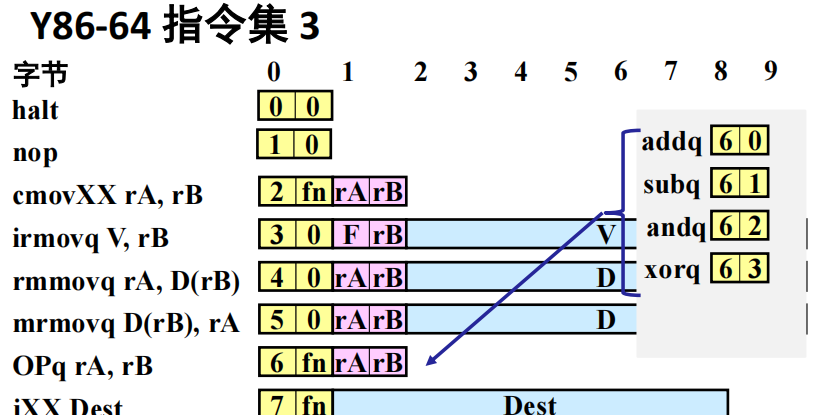 Y86-64 指令集 3
字节 0 1 2 3 4 5 6 7 8 9
halt 0 0
nop 1 0
cmovXX rA, rB 2 fn rA rB
irmovq V, rB 3 0 F rB V
rmmovq rA, D(rB) 4 0 rA rB D
mrmovq D(rB), rA 5 0 rA rB D
OPq rA, rB 6 fn rA rB
jXX Dest 7 fn Dest
addq 6 0
subq 6 1
andq 6 2
xorq 6 3